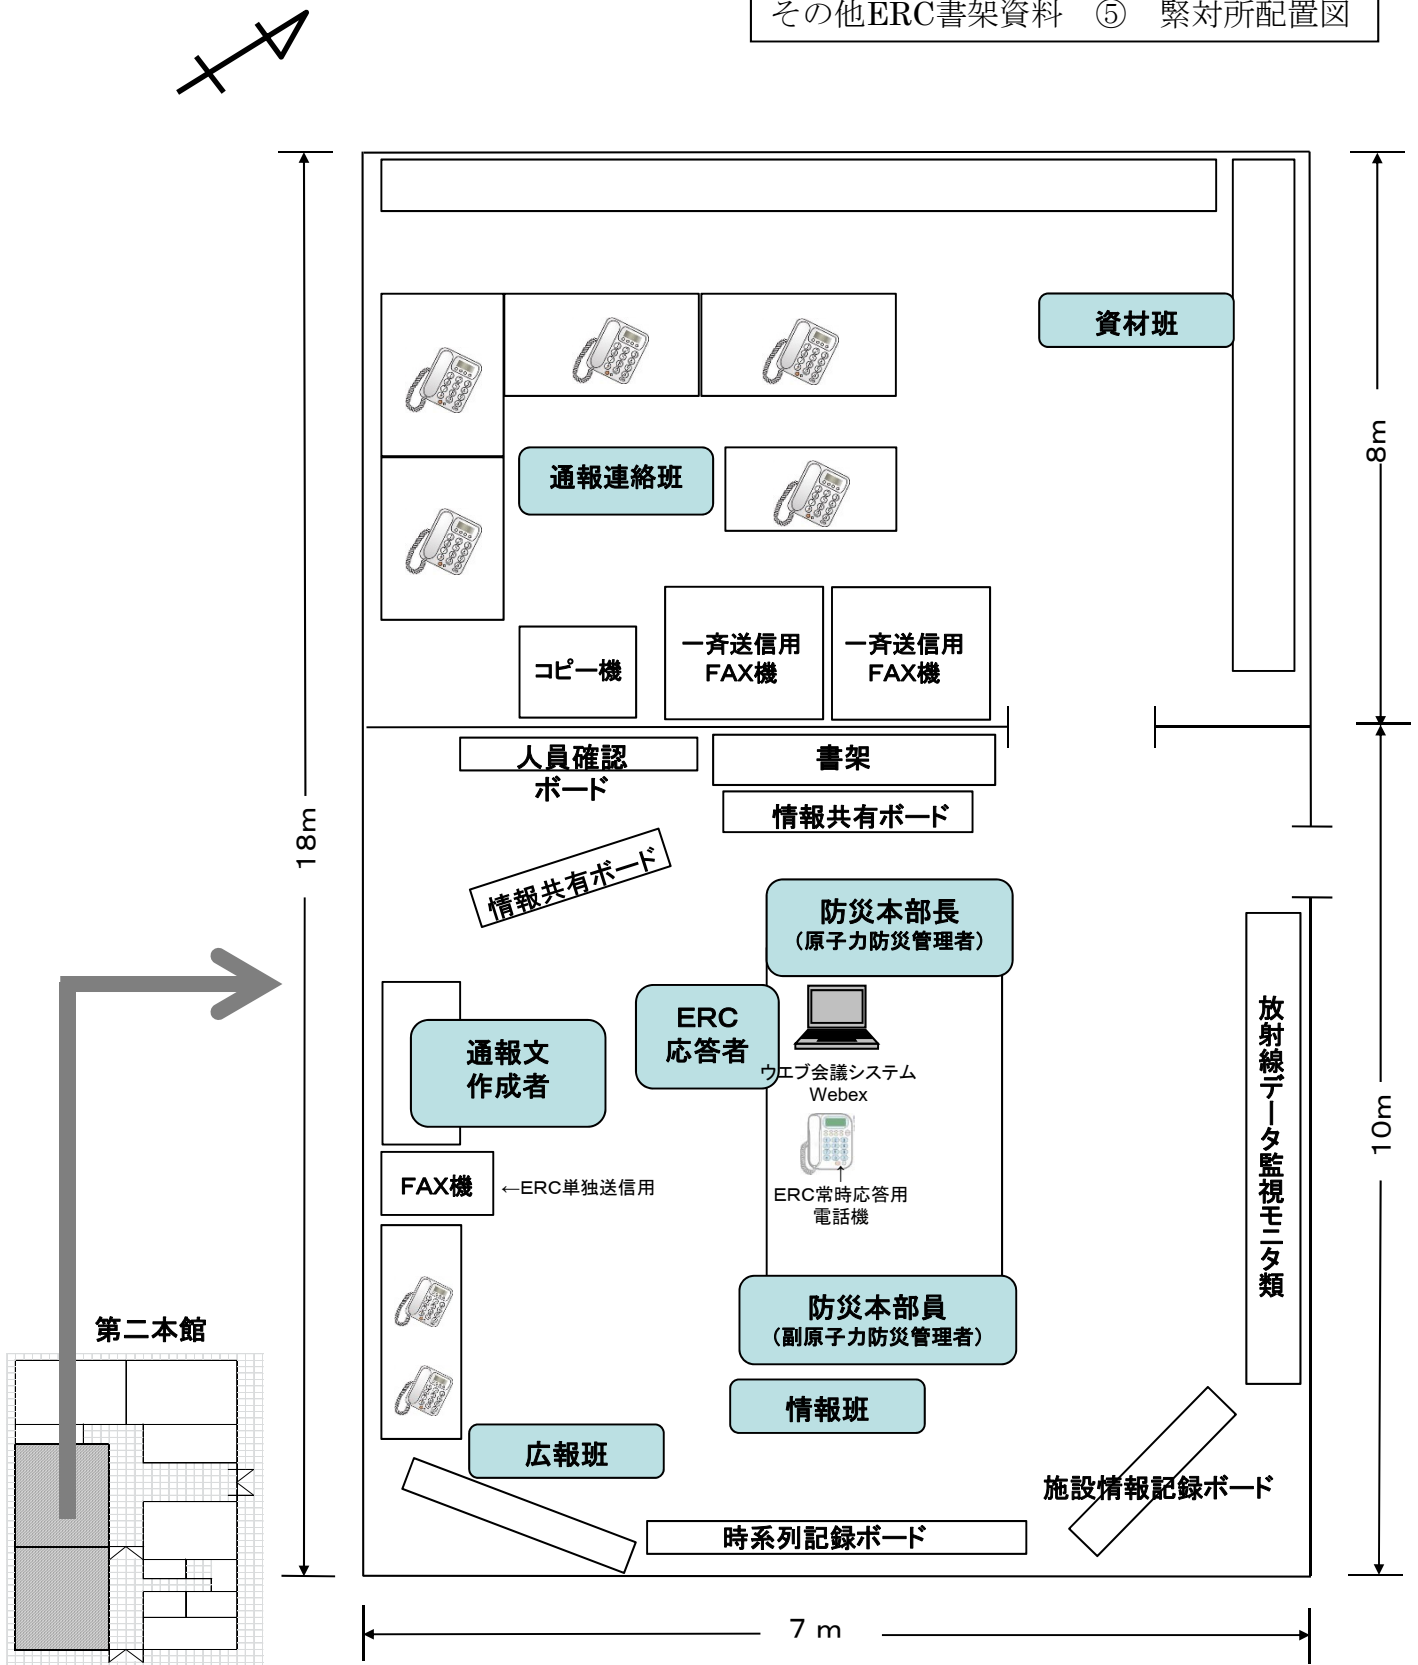 その他ERC書架資料　⑤　緊対所配置図
資材班
8m
通報連絡班
コピー機
一斉送信用
FAX機
一斉送信用
FAX機
人員確認
ボード
書架
情報共有ボード
情報共有ボード
18m
防災本部長
（原子力防災管理者）
ERC
応答者
通報文
作成者
ウエブ会議システム
Webex
放射線データ監視モニタ類
10m
FAX機
←ERC単独送信用
ERC常時応答用
電話機
防災本部員
（副原子力防災管理者）
第二本館
情報班
広報班
施設情報記録ボード
時系列記録ボード
7 m